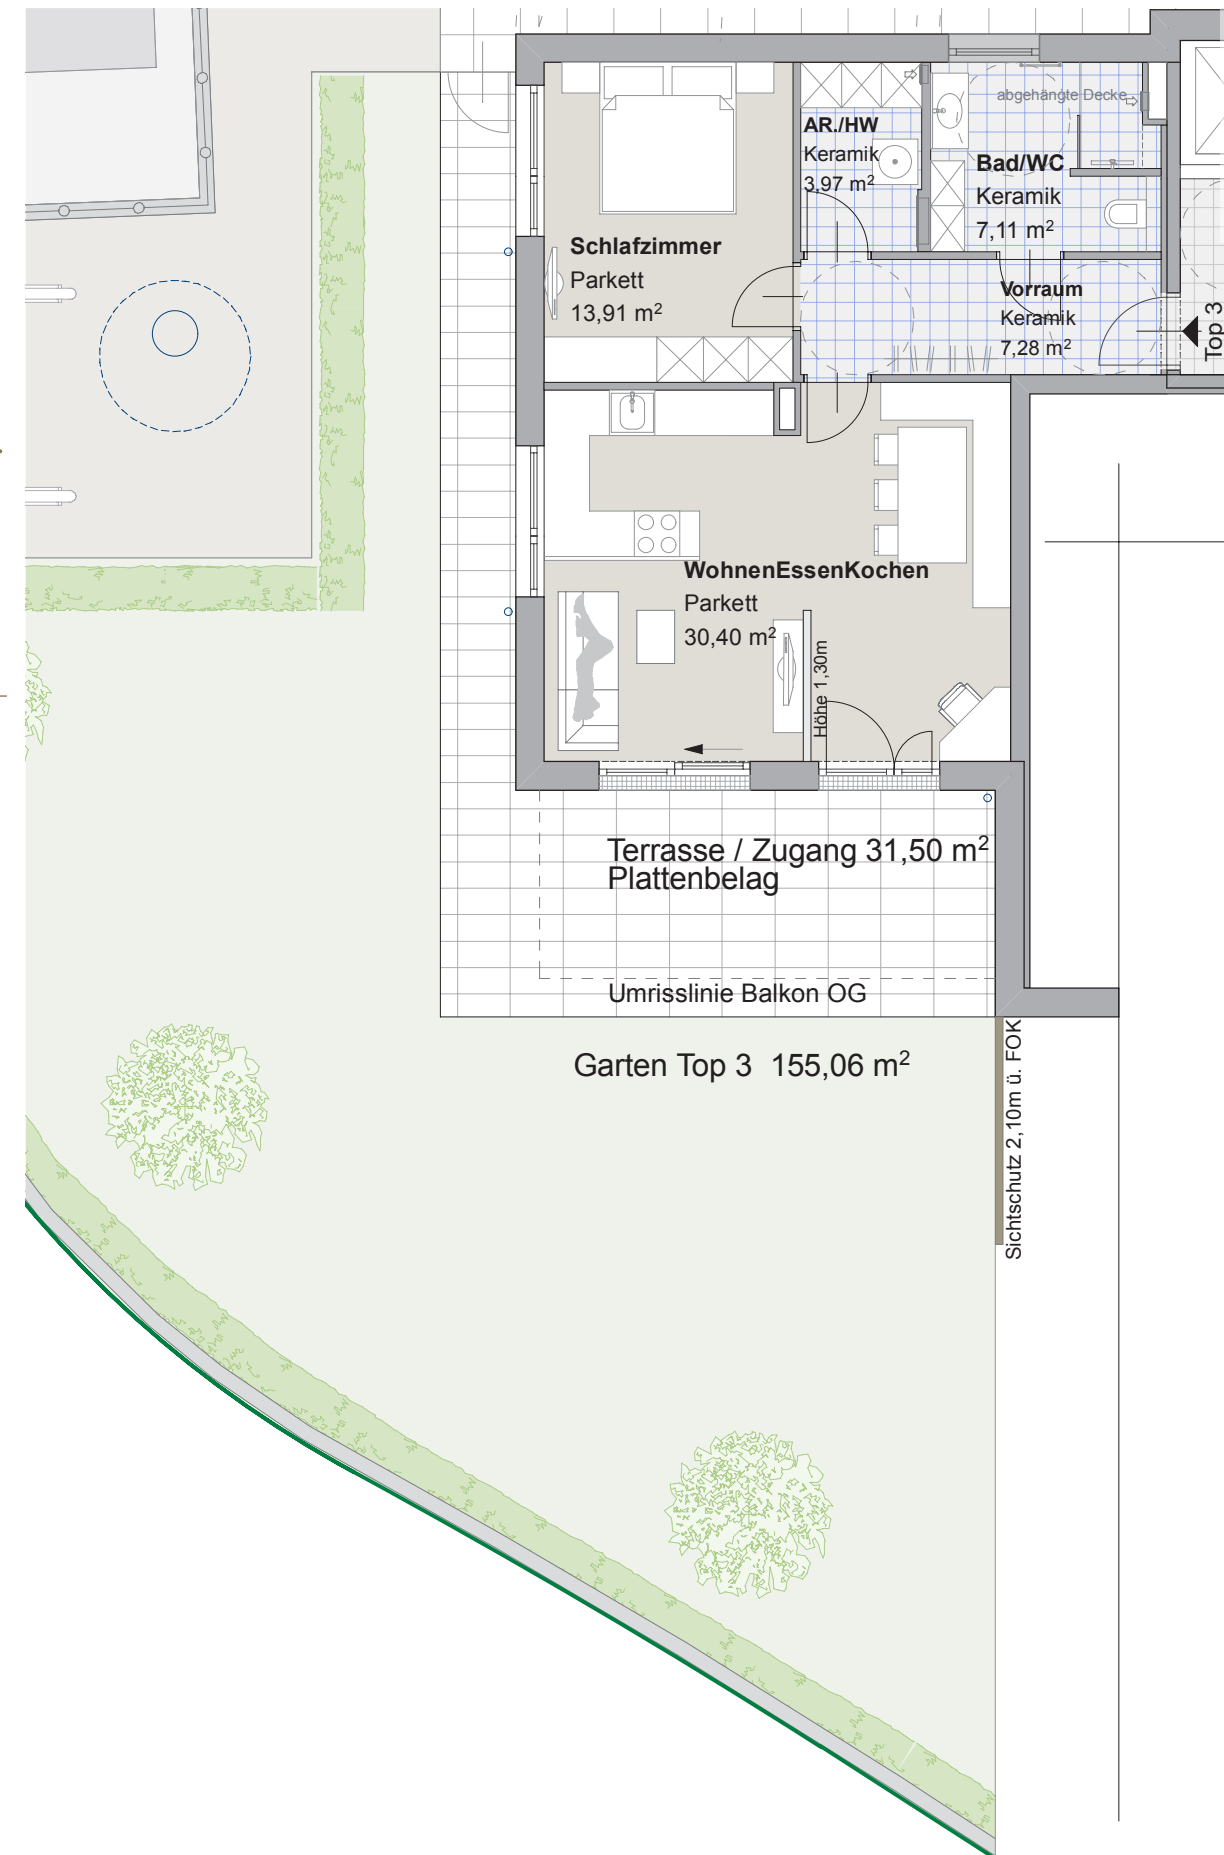 abgehängte Decke
AR./HW
Keramik
3,97 m²
Bad/WC
Keramik
7,11 m²
Schlafzimmer
Parkett
13,91 m²
Vorraum
Keramik
7,28 m²
Top 3
WohnenEssenKochen
Parkett
30,40 m²
Höhe 1,30m
Terrasse / Zugang 31,50 m²
Plattenbelag
Umrisslinie Balkon OG
Garten Top 3 155,06 m²
Sichtschutz 2,10m ü. FOK